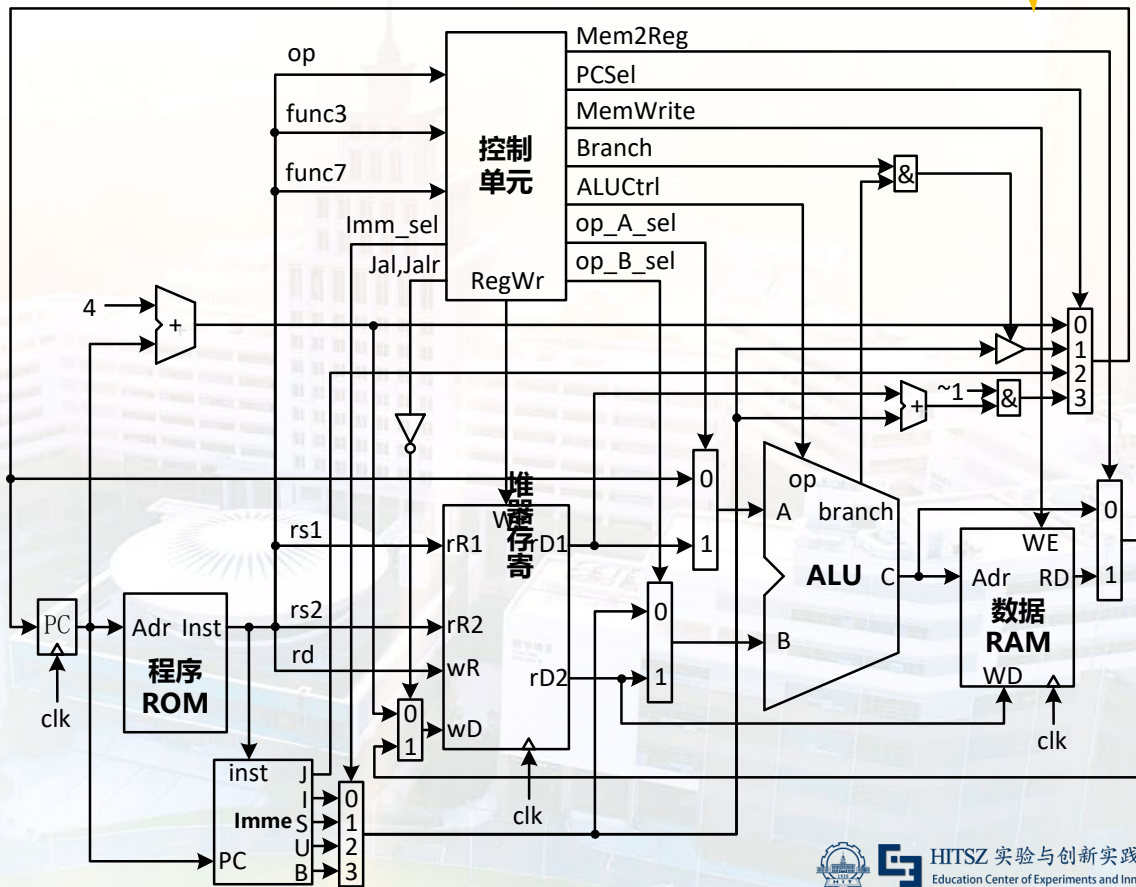 Mem2Reg
op
PCSel
func3
MemWrite
控制
单元
Branch
&
func7
ALUCtrl
Imm_sel
op_A_sel
Jal,Jalr
op_B_sel
RegWr
4
+
0
1
2
3
+
~1
&
堆
器
存
寄
W
0
1
op
branch
A
ALU
C
B
0
1
WE
Adr
RD
数据
RAM
WD
clk
rs1
rR1
rD1
rs2
rR2
rd
wR
rD2
0
1
PC
clk
Adr Inst
程序
ROM
0
1
wD
clk
inst
J
I
0
Imme
S
1
U
2
PC
B
3
HITSZ 实验与创新实践
Education Center of Experiments and Inn